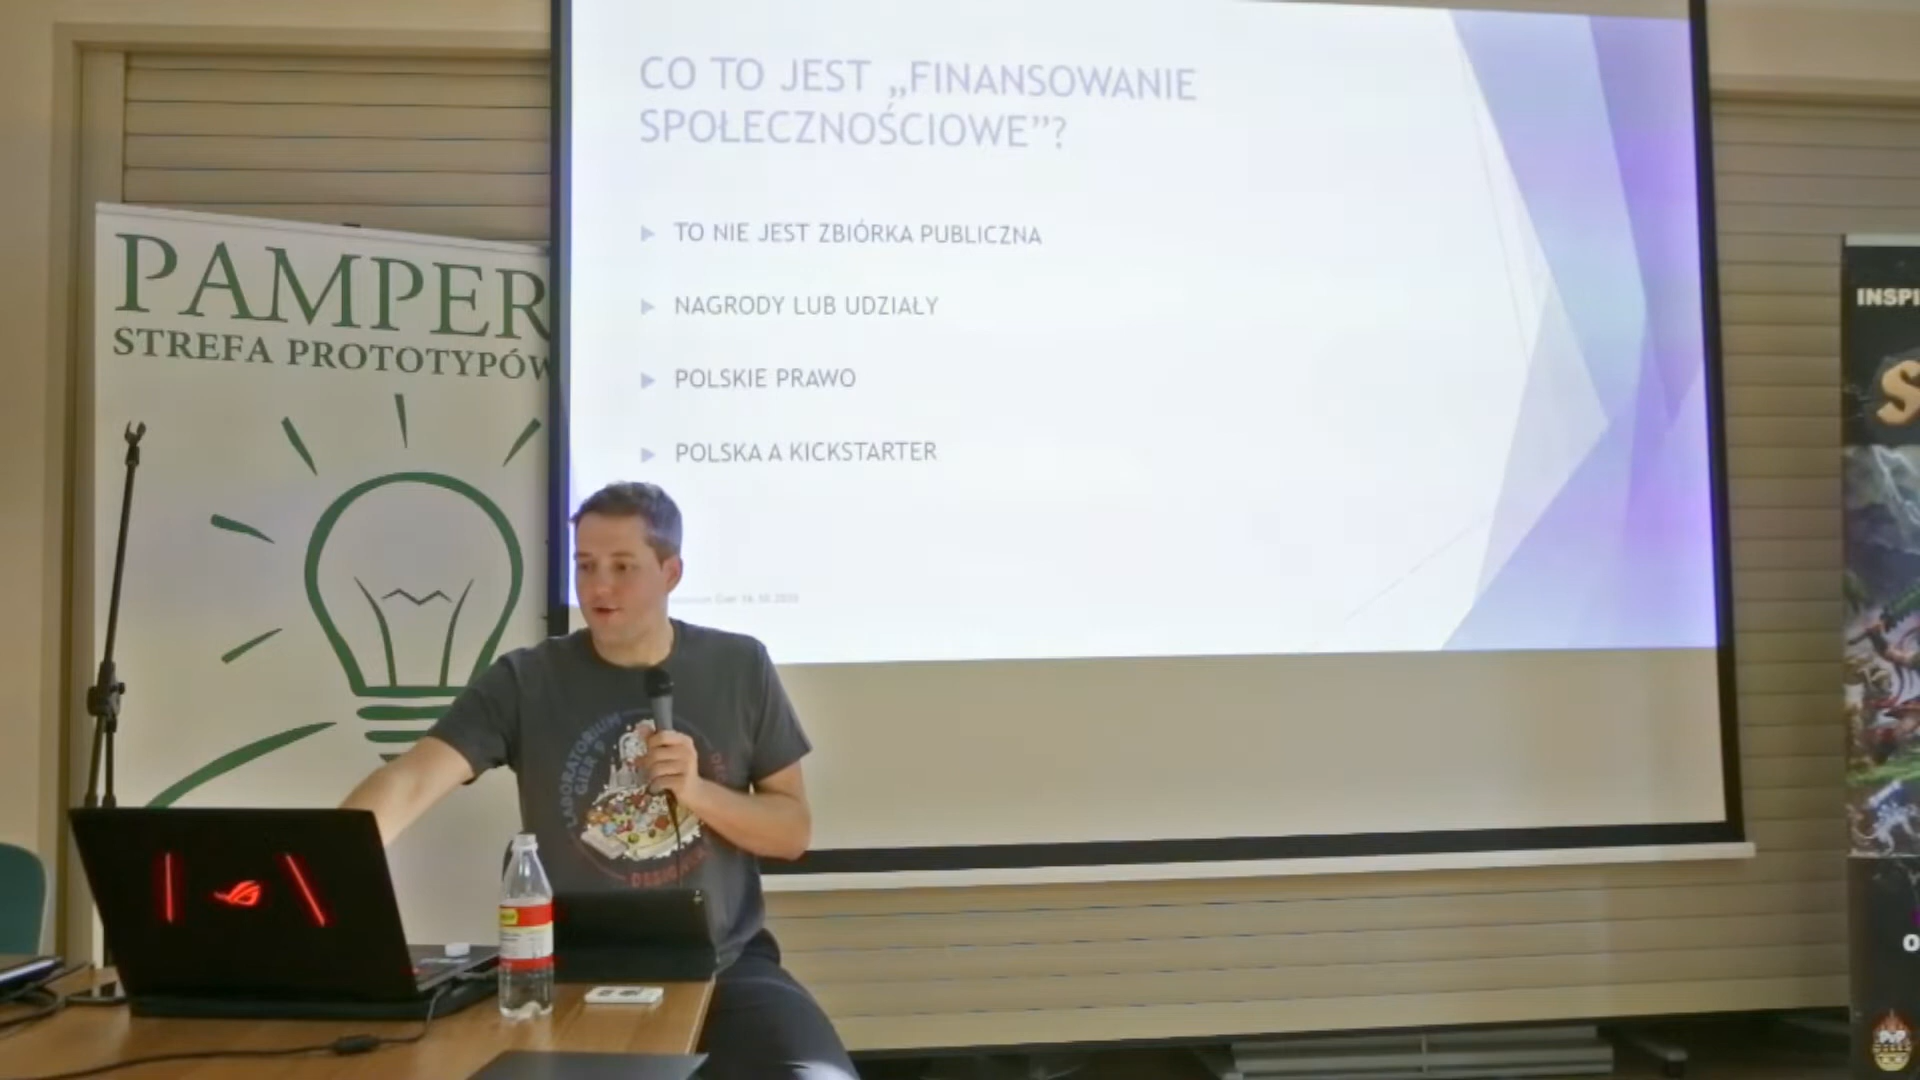 CO TO JEST „FINANSOWANIE
SPOŁECZNOŚCIOWE”?
TO NIE JEST ZBIÓRKA PUBLICZNA
NAGRODY LUB UDZIAŁY
POLSKIE PRAWO
POLSKA A KICKSTARTER
PAMPER
STREFA PROTOTYPÓW
INSPI
S
LABORATORIUM
GIER
O